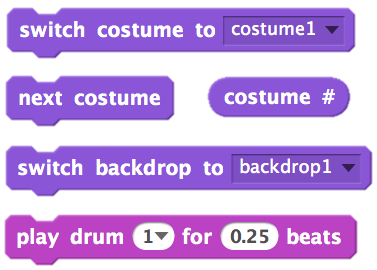 switch costume to costume1
next costume costume #
switch backdrop to backdrop1
play drum 1 for 0.25 beats